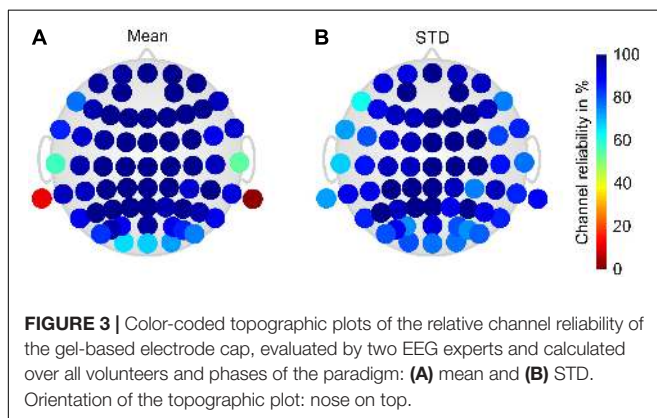 A Mean B STD
Channel reliability in %
100
80
60
40
20
0
FIGURE 3 | Color-coded topographic plots of the relative channel reliability of
the gel-based electrode cap, evaluated by two EEG experts and calculated
over all volunteers and phases of the paradigm: (A) mean and (B) STD.
Orientation of the topographic plot: nose on top.